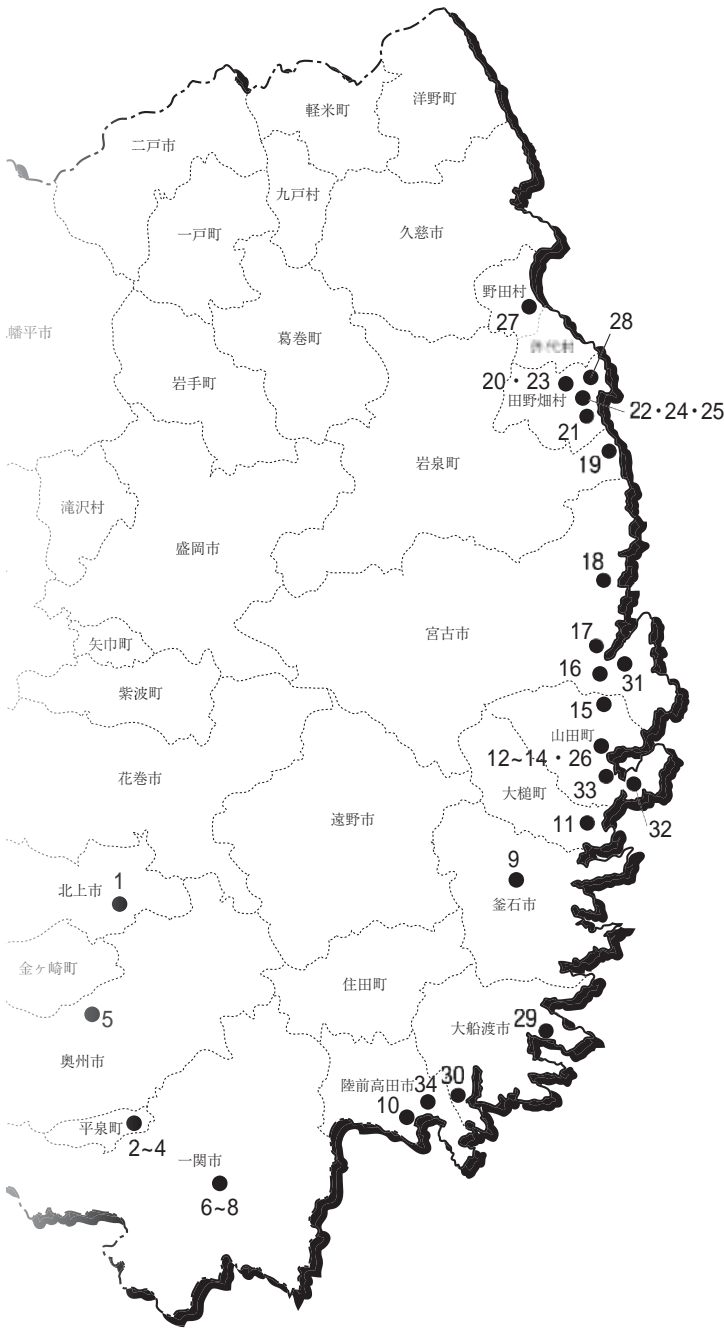 洋野町
軽米町
二戸市
九戸村
一戸町
久慈市
野田村
27
幡平市
葛巻町
28
岩手町
20・23
田野畑村
22・24・25
21
岩泉町
19
滝沢村
盛岡市
18
宮古市
17
矢巾町
16
31
紫波町
15
山田町
12~14・26
花巻市
33
大槌町
遠野市
11
32
9
北上市
1
釜石市
金ヶ崎町
住田町
5
大船渡市
29
奥州市
陸前高田市
34
30
10
平泉町
2~4
一関市
6~8